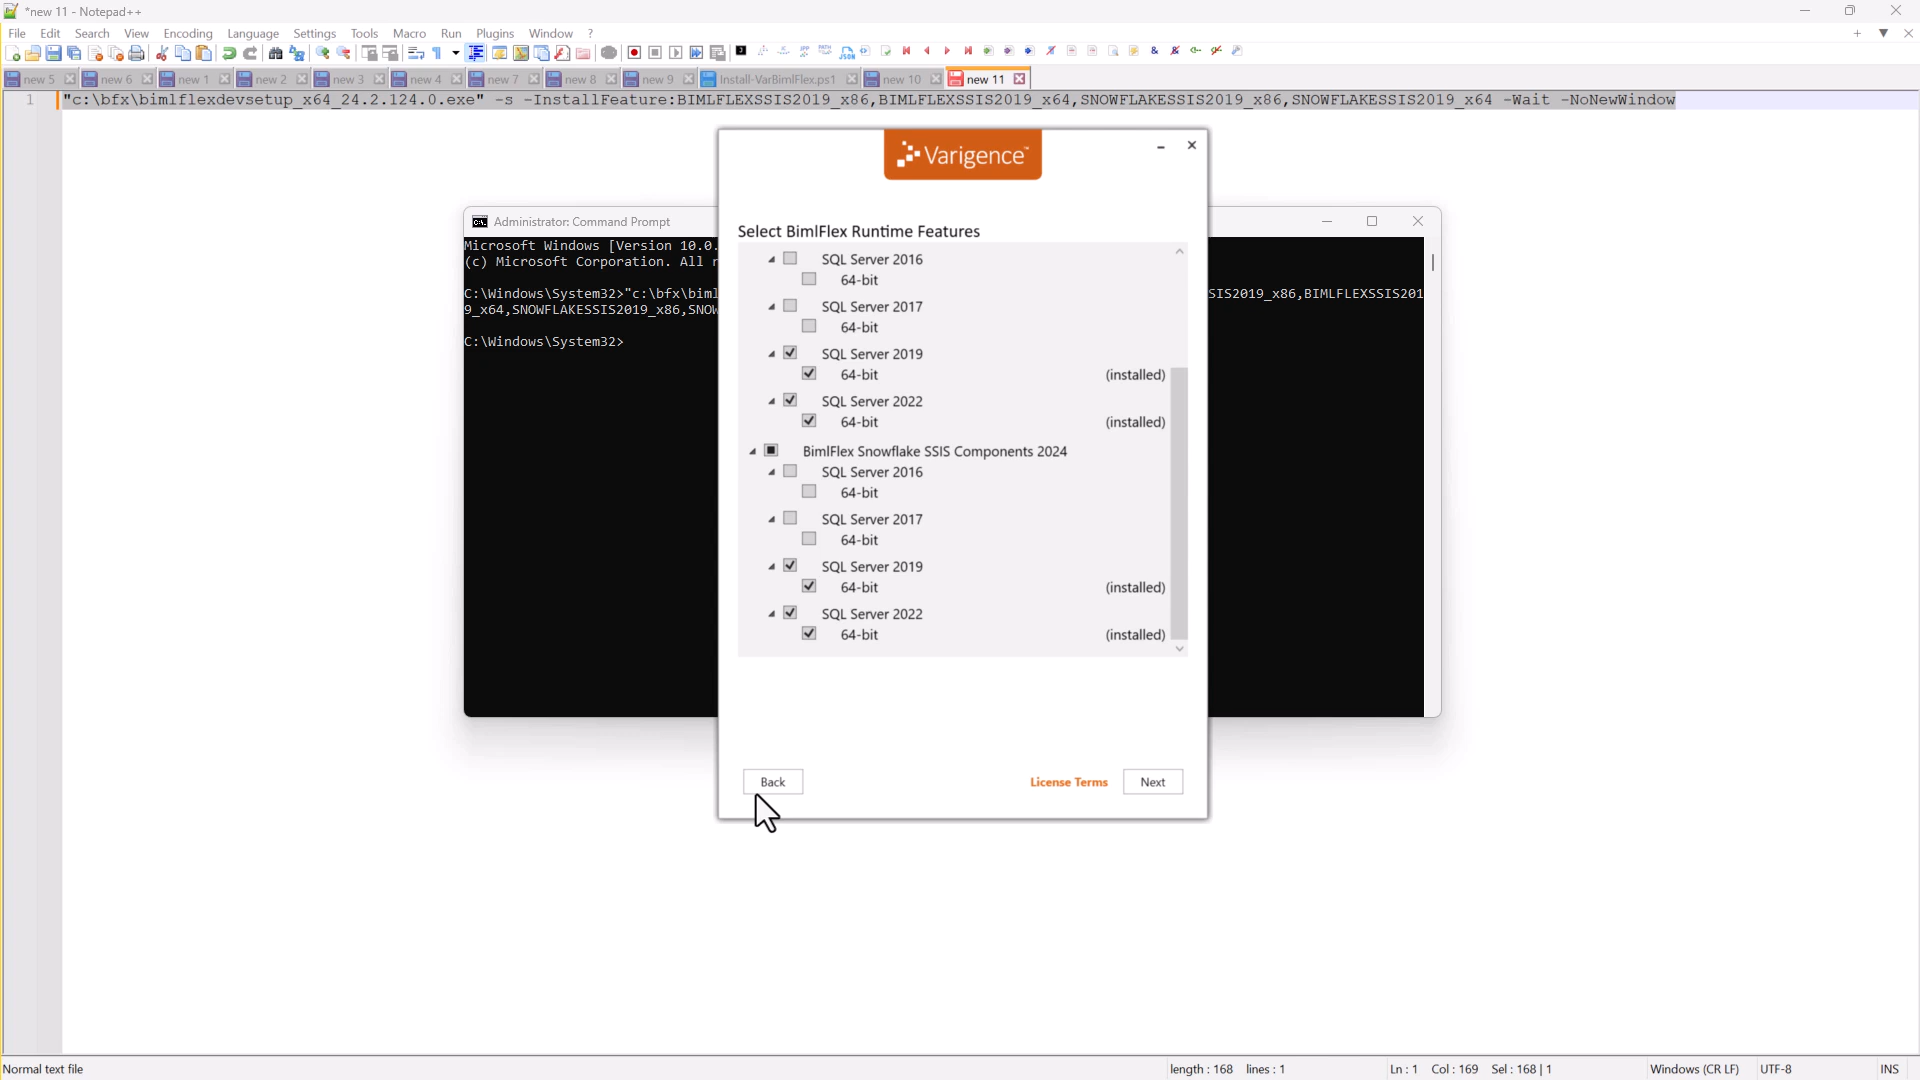 *new 11 - Notepad++
File Edit Search View Encoding Language Settings Tools Macro Run Plugins Window ?
new 5 new 6 new 1 new 2 new 3 new 4 new 7 new 8 new 9 Install-VarBimlFlex.ps1 new 10 new 11
1 "c:\bfx\bimlflexdevsetup_x64_24.2.124.0.exe" -s -InstallFeature:BIMLFLEXSSIS2019_x86,BIMLFLEXSSIS2019_x64,SNOWFLAKESSIS2019_x86,SNOWFLAKESSIS2019_x64 -Wait -NoNewWindow
Varigence™
Administrator: Command Prompt
Microsoft Windows [Version 10.0.
(c) Microsoft Corporation. All r
C:\Windows\System32>"c:\bfx\biml SIS2019_x86,BIMLFLEXSSIS201
9_x64,SNOWFLAKESSIS2019_x86,SNOW
C:\Windows\System32>
Select BimlFlex Runtime Features
SQL Server 2016
64-bit
SQL Server 2017
64-bit
SQL Server 2019
64-bit (installed)
SQL Server 2022
64-bit (installed)
BimlFlex Snowflake SSIS Components 2024
SQL Server 2016
64-bit
SQL Server 2017
64-bit
SQL Server 2019
64-bit (installed)
SQL Server 2022
64-bit (installed)
Back License Terms Next
Normal text file length : 168 lines : 1 Ln : 1 Col : 169 Sel : 168 | 1 Windows (CR LF) UTF-8 INS